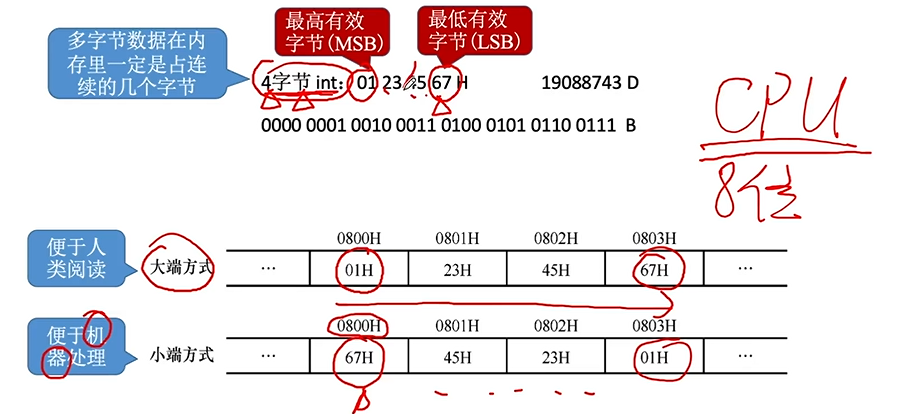 多字节数据在内
存里一定是占连
续的几个字节
最高有效
字节(MSB)
最低有效
字节(LSB)
4字节 int：01 23 45 67 H 19088743 D
0000 0001 0010 0011 0100 0101 0110 0111 B
CPU
8位
便于人
类阅读
大端方式
0800H 0801H 0802H 0803H
… 01H 23H 45H 67H …
便于机
器处理
小端方式
0800H 0801H 0802H 0803H
… 67H 45H 23H 01H …